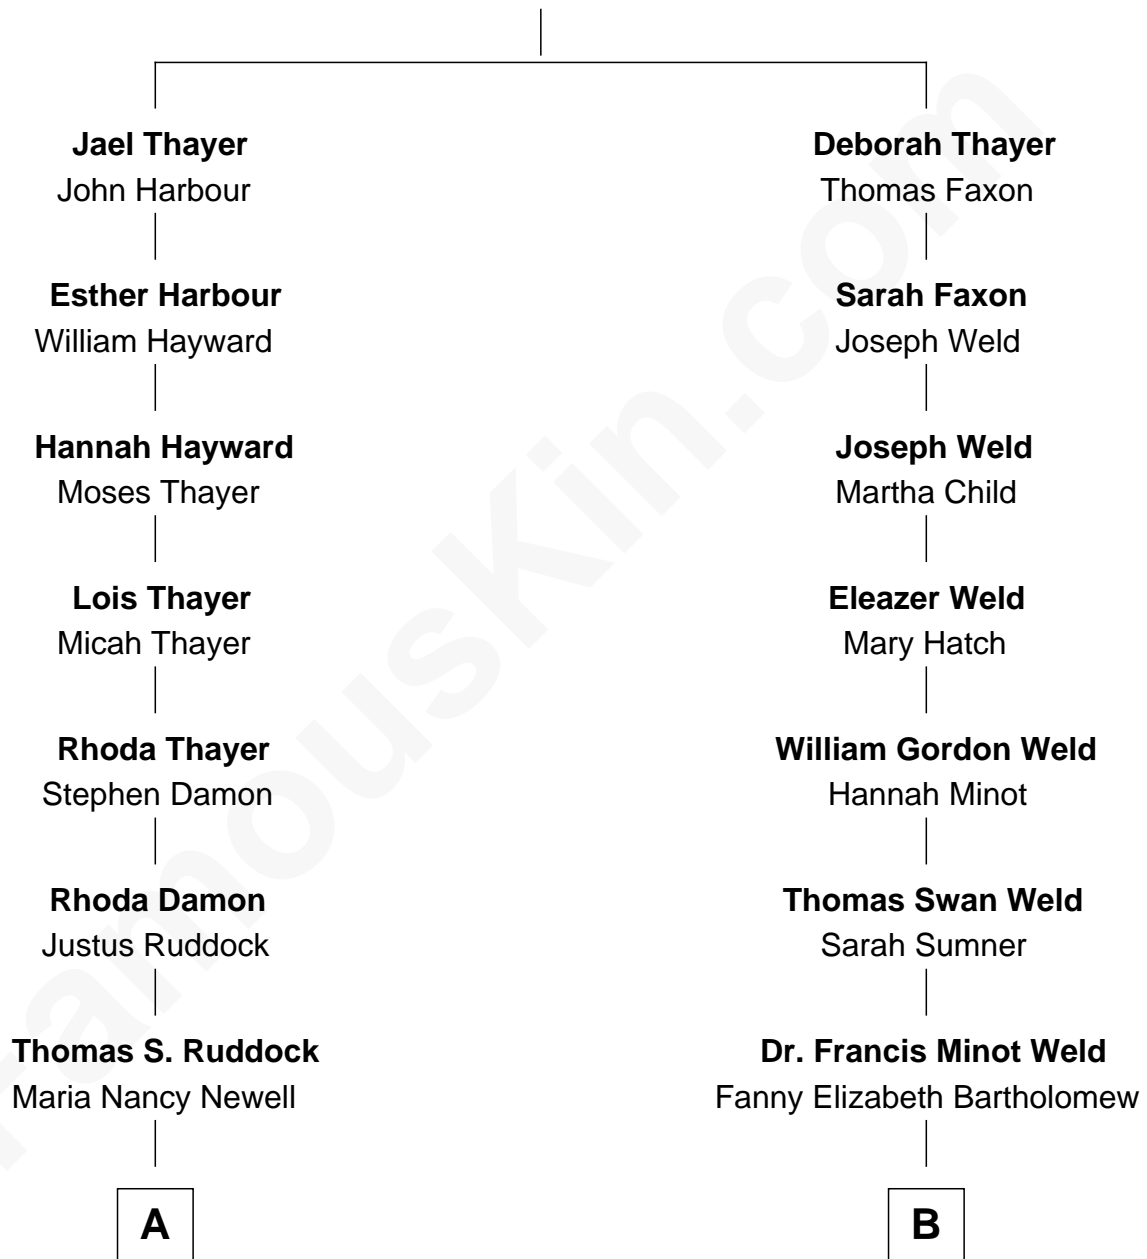 Jael Thayer
John Harbour
Deborah Thayer
Thomas Faxon
Esther Harbour
William Hayward
Sarah Faxon
Joseph Weld
Hannah Hayward
Moses Thayer
Joseph Weld
Martha Child
Lois Thayer
Micah Thayer
Eleazer Weld
Mary Hatch
Rhoda Thayer
Stephen Damon
William Gordon Weld
Hannah Minot
Rhoda Damon
Justus Ruddock
Thomas Swan Weld
Sarah Sumner
Thomas S. Ruddock
Maria Nancy Newell
Dr. Francis Minot Weld
Fanny Elizabeth Bartholomew
A
B
FamousKin.com